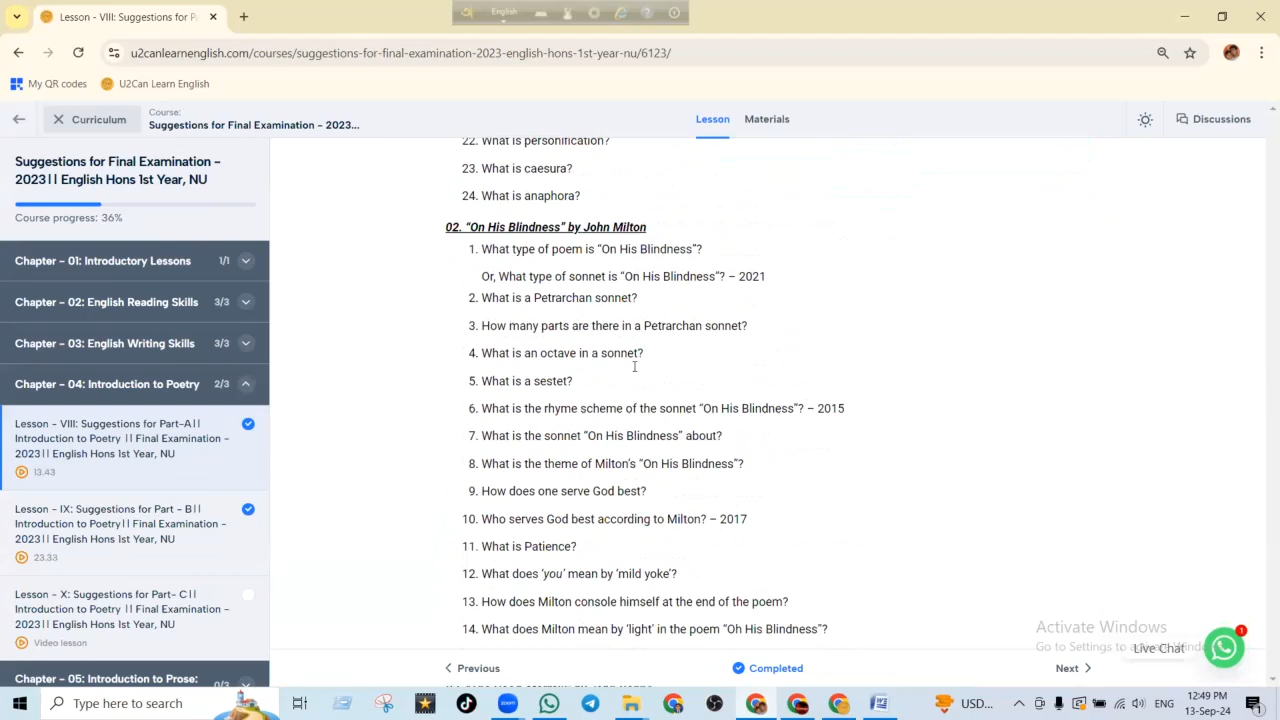 Lesson – VIII: Suggestions for P
English
u2canlearnenglish.com/courses/suggestions-for-final-examination-2023-english-hons-1st-year-nu/6123/
My QR codes
U2Can Learn English
Curriculum
Course:
Suggestions for Final Examination – 2023...
Lesson
Materials
Discussions
Suggestions for Final Examination –
2023|| English Hons 1st Year, NU
Course progress: 36%
Chapter – 01: Introductory Lessons
1/1
Chapter – 02: English Reading Skills
3/3
Chapter – 03: English Writing Skills
3/3
Chapter – 04: Introduction to Poetry
2/3
Lesson - VIII: Suggestions for Part-A||
Introduction to Poetry|| Final Examination -
2023|| English Hons 1st Year, NU
13.43
Lesson - IX: Suggestions for Part - B||
Introduction to Poetry|| Final Examination -
2023|| English Hons 1st Year, NU
23.33
Lesson - X: Suggestions for Part- C||
Introduction to Poetry || Final Examination -
2023|| English Hons 1st Year, NU
Video lesson
Chapter – 05: Introduction to Prose:
22. What is personification?
23. What is caesura?
24. What is anaphora?
02. “On His Blindness” by John Milton
1. What type of poem is “On His Blindness”?
Or, What type of sonnet is “On His Blindness”? – 2021
2. What is a Petrarchan sonnet?
3. How many parts are there in a Petrarchan sonnet?
4. What is an octave in a sonnet?
5. What is a sestet?
6. What is the rhyme scheme of the sonnet “On His Blindness”? – 2015
7. What is the sonnet “On His Blindness” about?
8. What is the theme of Milton’s “On His Blindness”?
9. How does one serve God best?
10. Who serves God best according to Milton? – 2017
11. What is Patience?
12. What does ‘you’ mean by ‘mild yoke’?
13. How does Milton console himself at the end of the poem?
14. What does Milton mean by ‘light’ in the poem “Oh His Blindness”?
Previous
Completed
Next
Activate Windows
Go to Settings to
Live Chat
1
Type here to search
zoom
USD...
ENG
12:49 PM
13-Sep-24
1